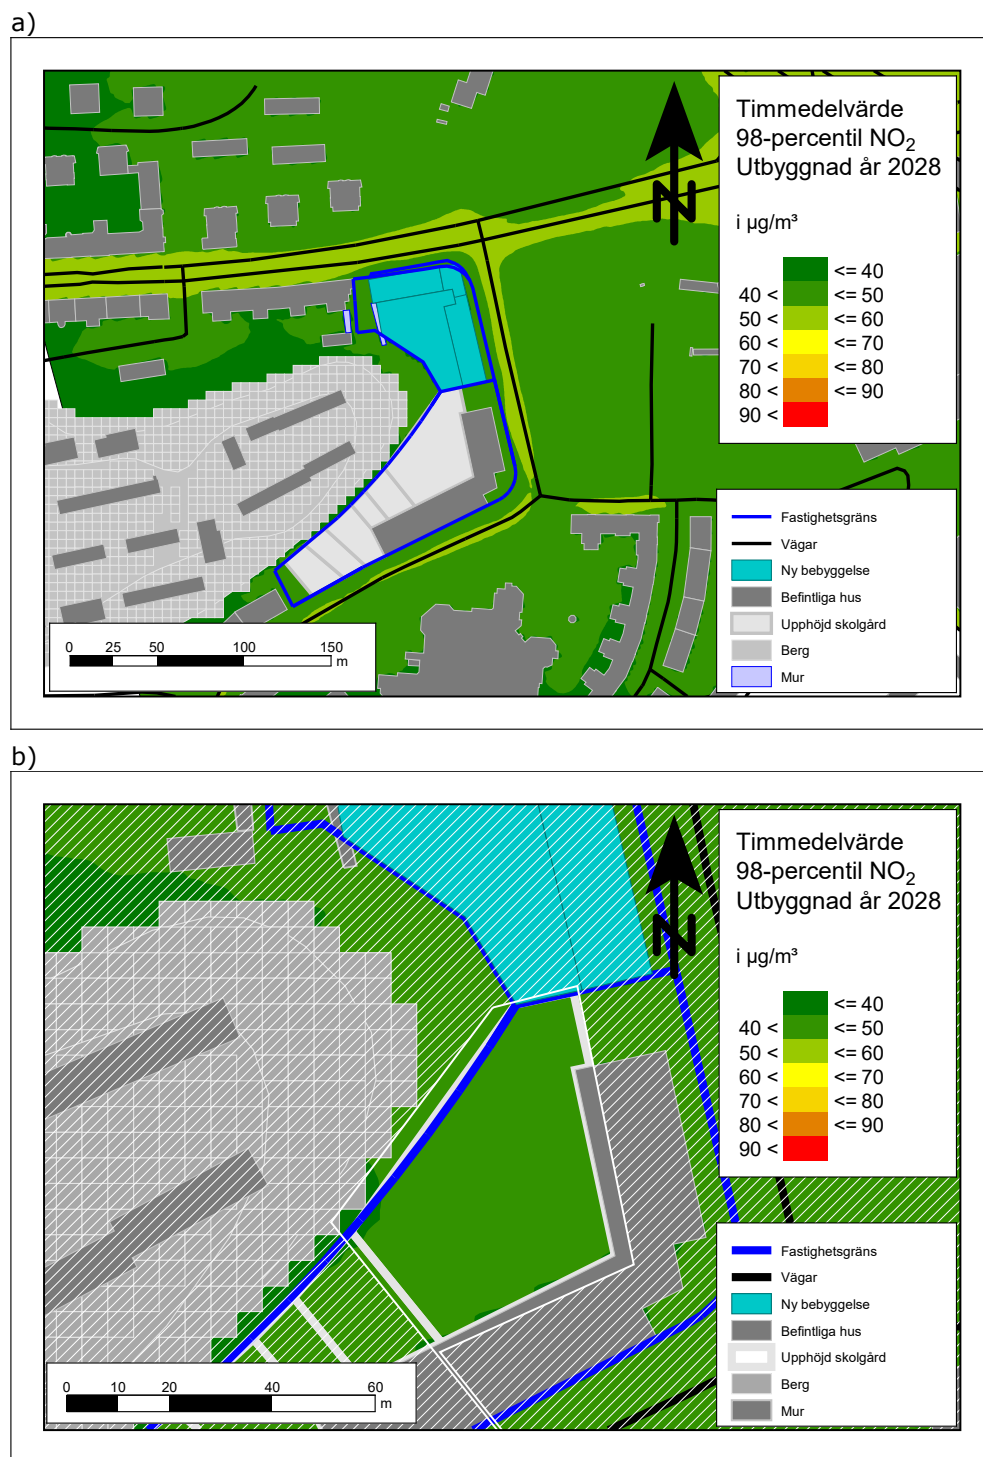 a)
Timmedelvärde
98-percentil NO₂
Utbyggnad år 2028
i µg/m³
<= 40
40 < <= 50
50 < <= 60
60 < <= 70
70 < <= 80
80 < <= 90
90 <
N
Fastighetsgräns
Vägar
Ny bebyggelse
Befintliga hus
Upphöjd skolgård
Berg
Mur
0 25 50 100 150
m
b)
Timmedelvärde
98-percentil NO₂
Utbyggnad år 2028
i µg/m³
<= 40
40 < <= 50
50 < <= 60
60 < <= 70
70 < <= 80
80 < <= 90
90 <
N
Fastighetsgräns
Vägar
Ny bebyggelse
Befintliga hus
Upphöjd skolgård
Berg
Mur
0 10 20 40 60
m